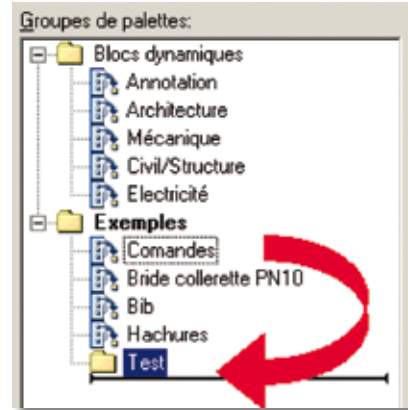 Groupes de palettes:
Blocs dynamiques
Annotation
Architecture
Mécanique
Civil/Structure
Electricité
Exemples
Comandes
Bride collerette PN10
Bib
Hachures
Test